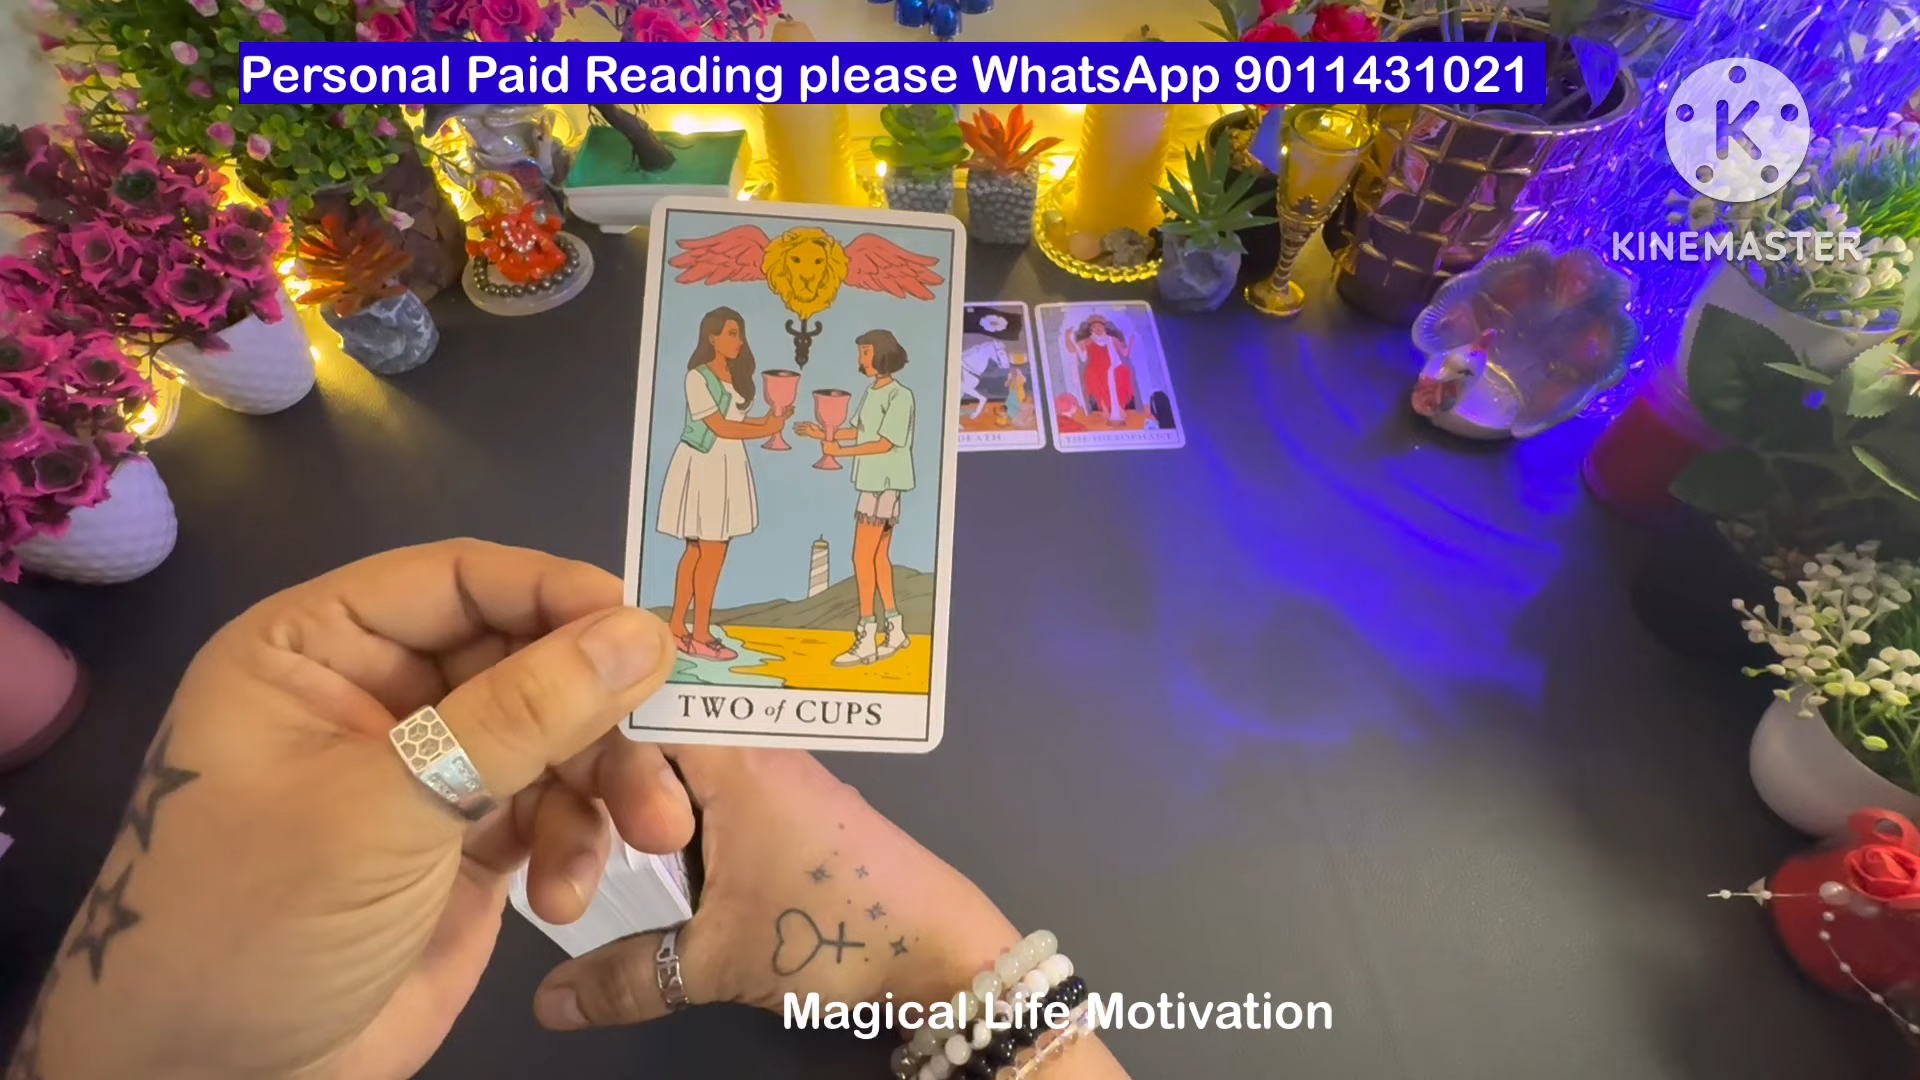 Personal Paid Reading please WhatsApp 9011431021
K
KINEMASTER
DEATH
THE HIEROPHANT
TWO of CUPS
Magical Life Motivation